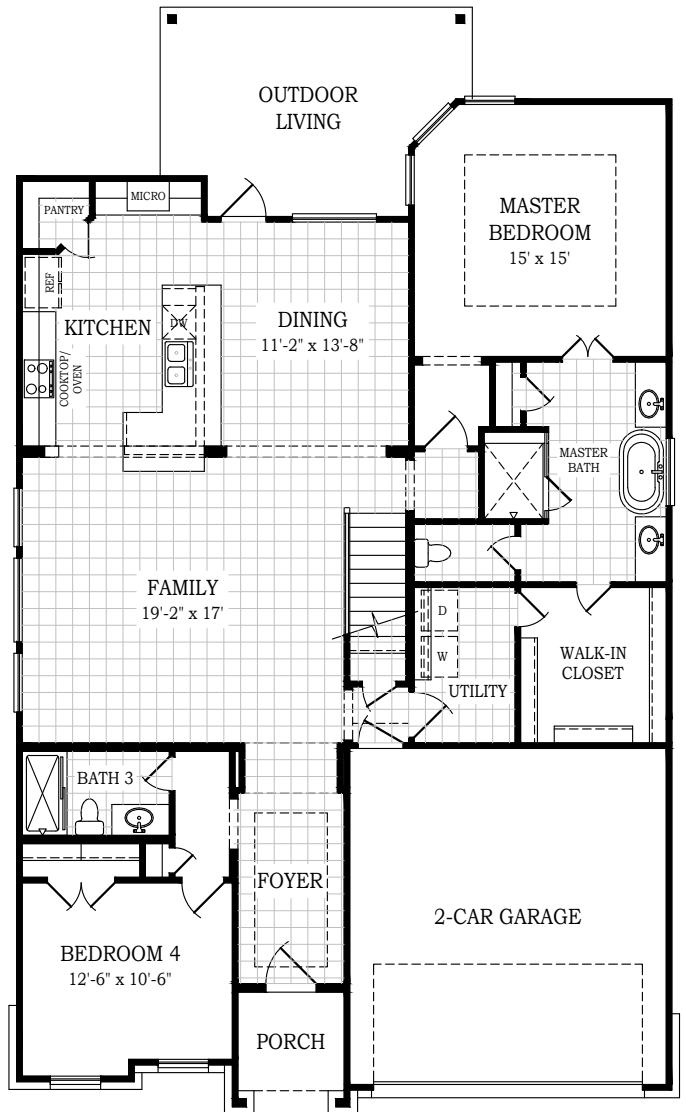 OUTDOOR
LIVING
MICRO
PANTRY
MASTER
BEDROOM
15' x 15'
REF
KITCHEN
DW
DINING
11'-2" x 13'-8"
COOKTOP/
OVEN
MASTER
BATH
FAMILY
19'-2" x 17'
D
W
UTILITY
WALK-IN
CLOSET
BATH 3
FOYER
2-CAR GARAGE
BEDROOM 4
12'-6" x 10'-6"
PORCH